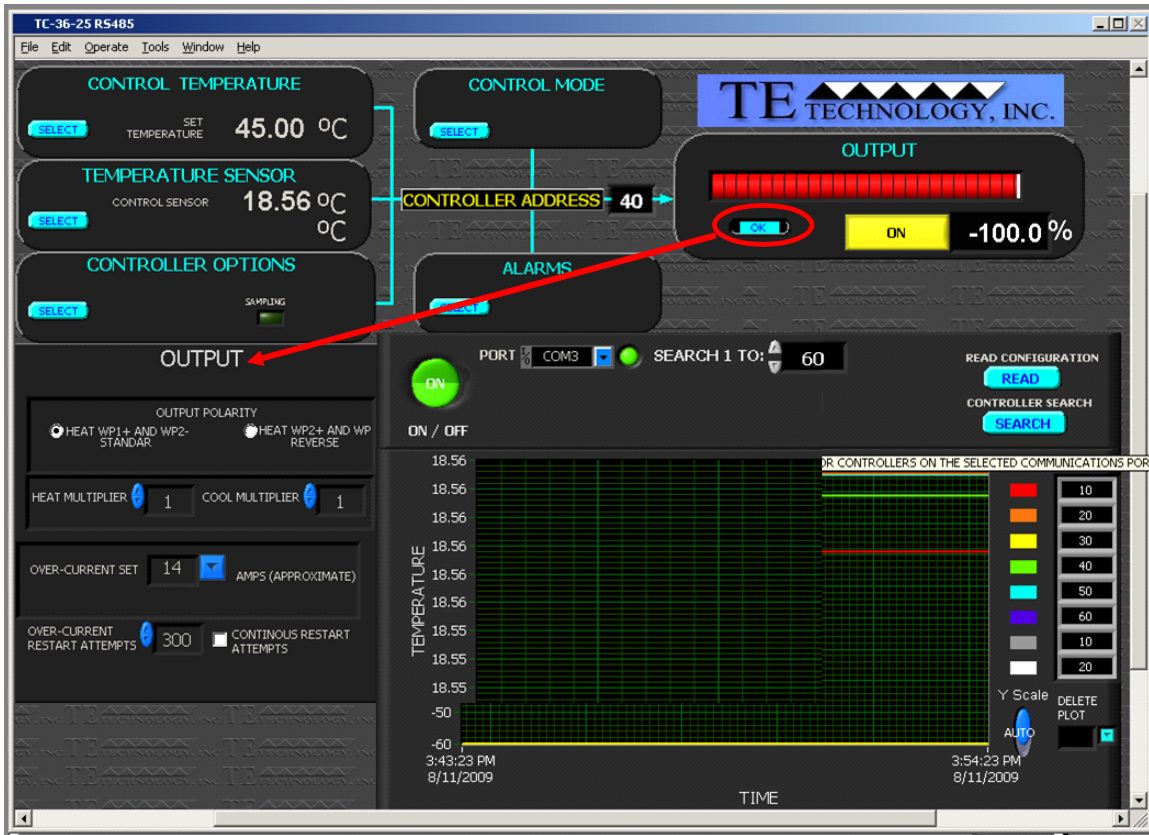 TC-36-25 RS485
File Edit Operate Tools Window Help
CONTROL TEMPERATURE
SELECT
SET TEMPERATURE
45.00 °C
TEMPERATURE SENSOR
CONTROL SENSOR
18.56 °C
°C
SELECT
CONTROLLER OPTIONS
SAMPLING
SELECT
CONTROL MODE
SELECT
CONTROLLER ADDRESS 40
ALARMS
SELECT
TE TECHNOLOGY, INC.
OUTPUT
OK
ON
-100.0 %
OUTPUT
OUTPUT POLARITY
HEAT WP1+ AND WP2-
STANDAR
HEAT WP2+ AND WP
REVERSE
HEAT MULTIPLIER 1 COOL MULTIPLIER 1
OVER-CURRENT SET 14 AMPS (APPROXIMATE)
OVER-CURRENT
RESTART ATTEMPTS 300
CONTINOUS RESTART
ATTEMPTS
ON
ON / OFF
PORT COM3 SEARCH 1 TO: 60
READ CONFIGURATION
READ
CONTROLLER SEARCH
SEARCH
OR CONTROLLERS ON THE SELECTED COMMUNICATIONS POR
TEMPERATURE
18.56
18.56
18.56
18.56
18.56
18.56
18.55
18.55
18.55
-50
-60
3:43:23 PM
8/11/2009
3:54:23 PM
8/11/2009
TIME
10
20
30
40
50
60
10
20
Y Scale
AUTO
DELETE
PLOT